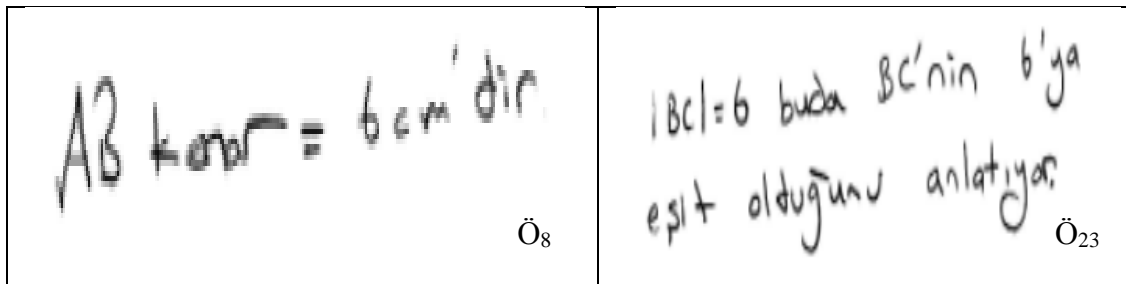 AB kenar = 6 cm'dir.
Ö8
|BC|=6 buda BC'nin 6'ya
eşit olduğunu anlatıyor.
Ö23